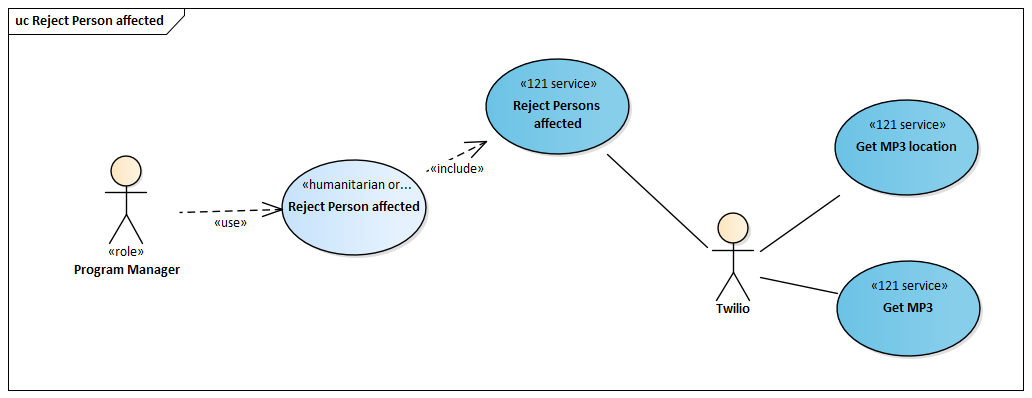 uc Reject Person affected
«121 service»
Reject Persons
affected
«121 service»
Get MP3 location
«include»
«humanitarian or...
Reject Person affected
«use»
«role»
Program Manager
«121 service»
Get MP3
Twilio